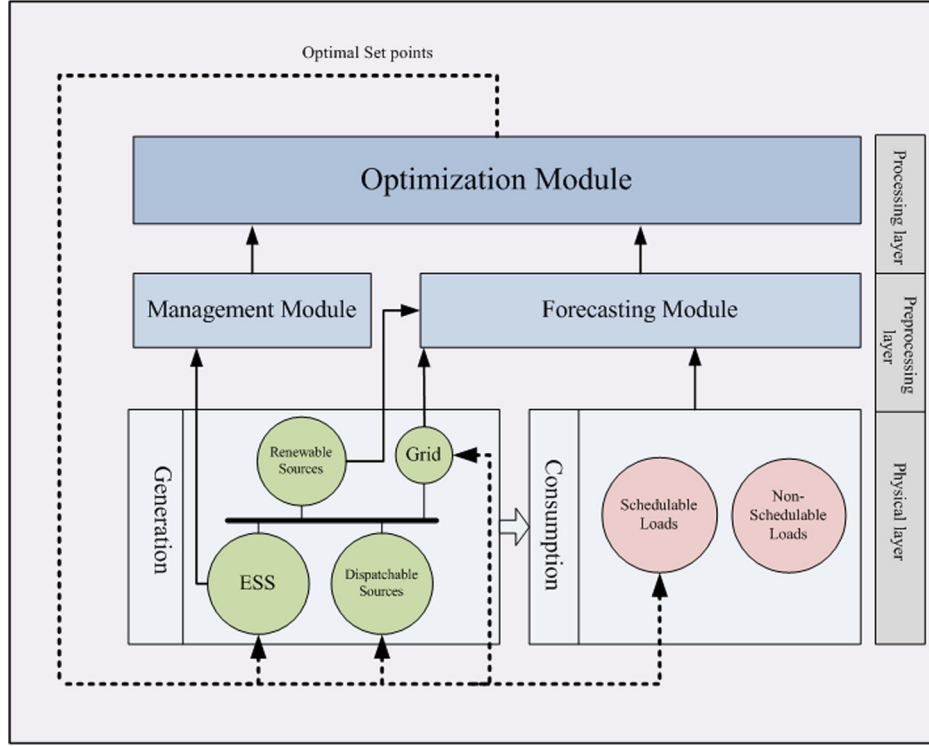 Optimal Set points
Optimization Module
Processing layer
Management Module
Forecasting Module
Preprocessing
layer
Generation
Renewable
Sources
Grid
ESS
Dispatchable
Sources
Consumption
Schedulable
Loads
Non-
Schedulable
Loads
Physical layer